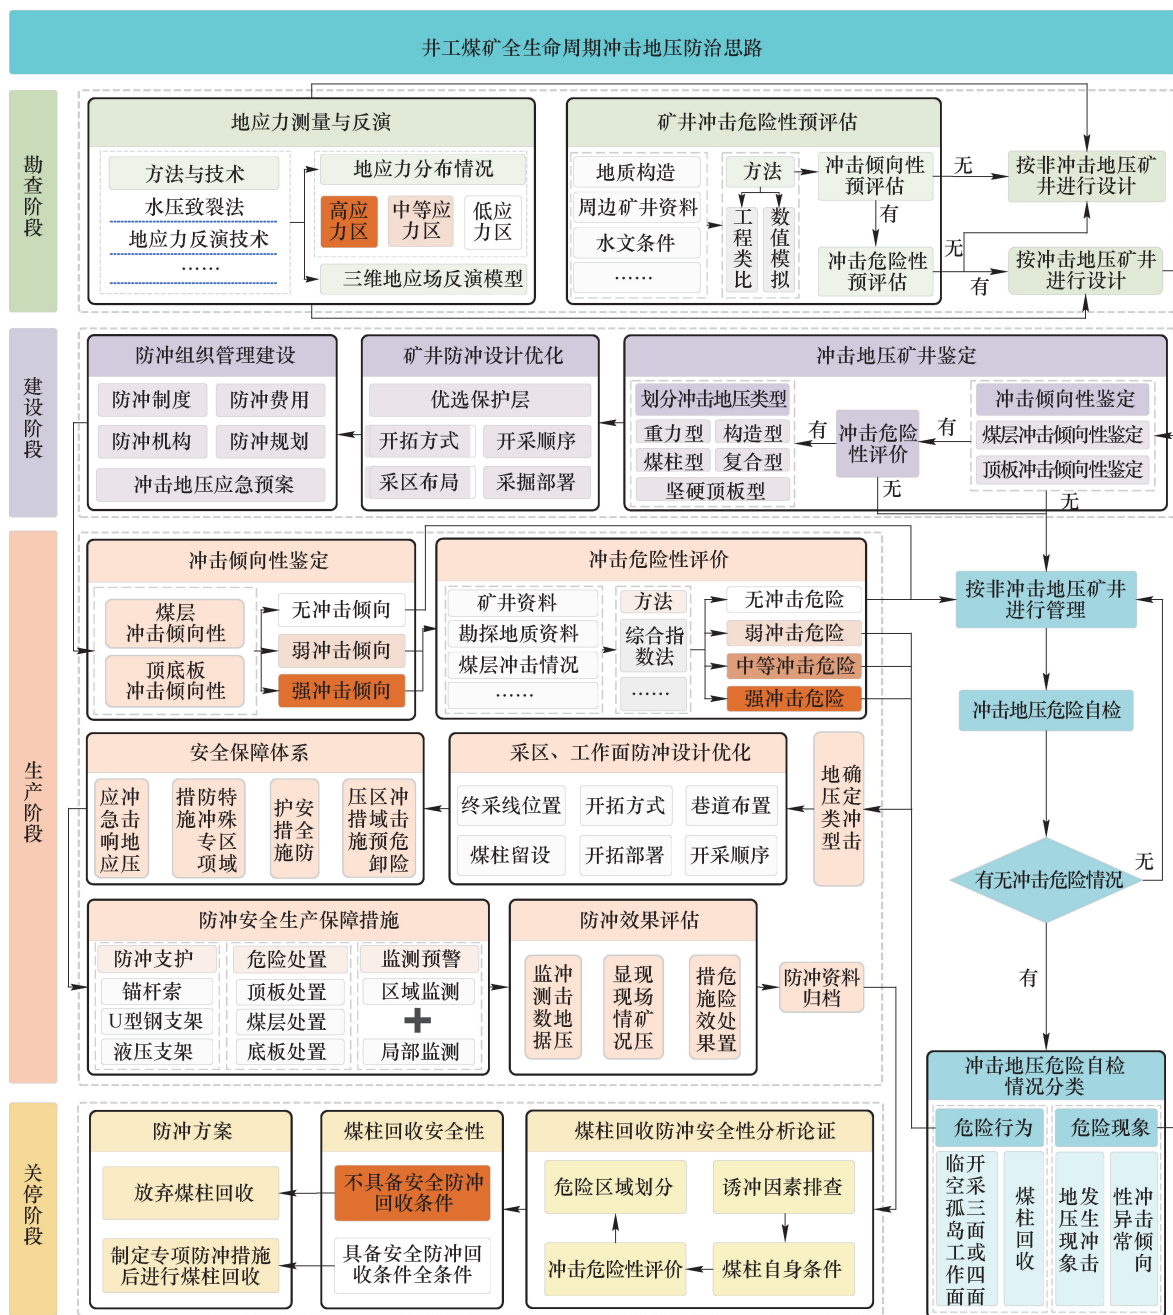 井工煤矿全生命周期冲击地压防治思路
勘查阶段
地应力测量与反演
方法与技术
水压致裂法
地应力反演技术
……
地应力分布情况
高应
力区
中等应
力区
低应
力区
三维地应场反演模型
矿井冲击危险性预评估
地质构造
周边矿井资料
水文条件
……
方法
工程类比
数值模拟
冲击倾向性
预评估
有
冲击危险性
预评估
无
无
有
按非冲击地压矿
井进行设计
按冲击地压矿井
进行设计
建设阶段
防冲组织管理建设
防冲制度
防冲费用
防冲机构
防冲规划
冲击地压应急预案
矿井防冲设计优化
优选保护层
开拓方式
开采顺序
采区布局
采掘部署
冲击地压矿井鉴定
划分冲击地压类型
重力型
构造型
煤柱型
复合型
坚硬顶板型
有
冲击危险
性评价
有
冲击倾向性鉴定
煤层冲击倾向性鉴定
顶板冲击倾向性鉴定
无
无
生产阶段
冲击倾向性鉴定
煤层
冲击倾向性
顶底板
冲击倾向性
无冲击倾向
弱冲击倾向
强冲击倾向
冲击危险性评价
矿井资料
勘探地质资料
煤层冲击情况
……
方法
综合指
数法
……
无冲击危险
弱冲击危险
中等冲击危险
强冲击危险
按非冲击地压矿井
进行管理
冲击地压危险自检
有无冲击危险情况
无
有
安全保障体系
冲击地压
应急响应
特殊区域
防冲专项
措施
安全防
护措施
冲击危险
区域预卸
压措施
采区、工作面防冲设计优化
终采线位置
开拓方式
巷道布置
煤柱留设
开拓部署
开采顺序
确定冲击
地压类型
防冲安全生产保障措施
防冲支护
锚杆索
U型钢支架
液压支架
危险处置
顶板处置
煤层处置
底板处置
监测预警
区域监测
局部监测
防冲效果评估
冲击地压
监测数据
现场矿压
显现情况
危险处置
措施效果
防冲资料
归档
冲击地压危险自检
情况分类
危险行为
开采三面或四面
临空孤岛工作面
煤柱回收
危险现象
发生冲击
地压现象
冲击倾向
性异常
关停阶段
防冲方案
放弃煤柱回收
制定专项防冲措施
后进行煤柱回收
煤柱回收安全性
不具备安全防冲
回收条件
具备安全防冲回
收条件全条件
煤柱回收防冲安全性分析论证
危险区域划分
诱冲因素排查
冲击危险性评价
煤柱自身条件